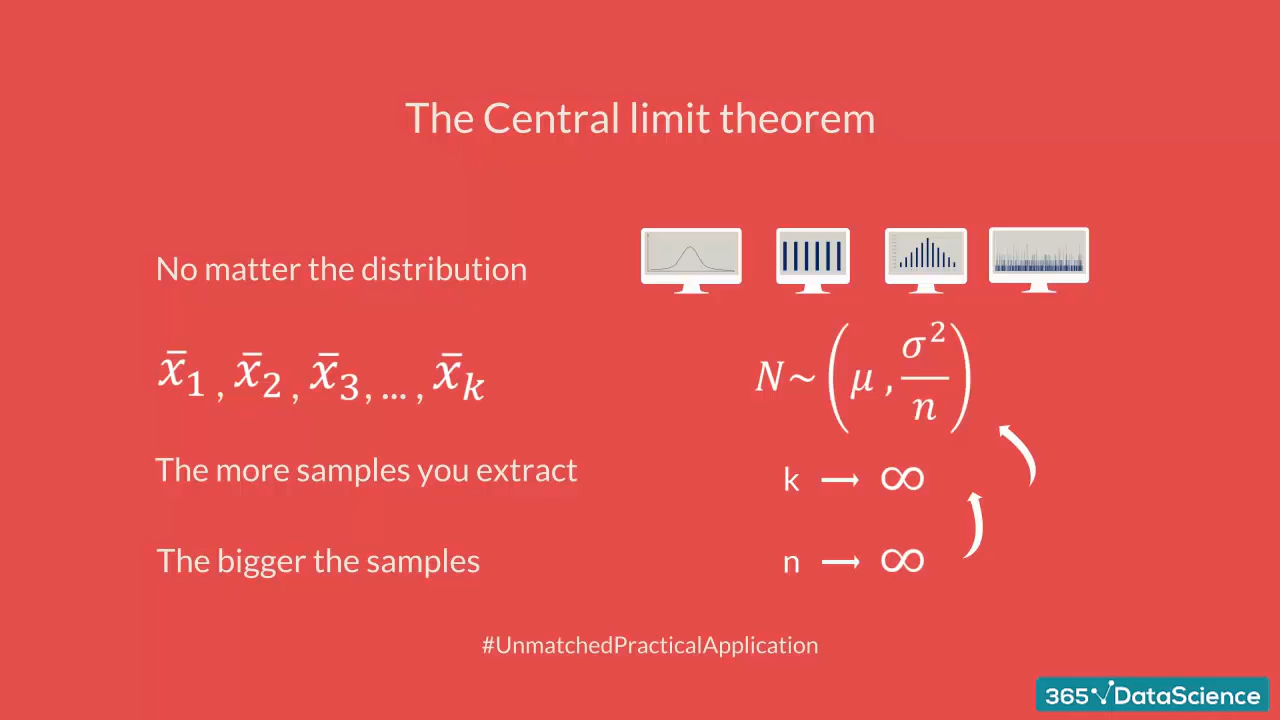 The Central limit theorem
No matter the distribution
x̄₁ , x̄₂ , x̄₃ , ... , x̄ₖ
N~(μ , σ²/n)
The more samples you extract
k → ∞
The bigger the samples
n → ∞
#UnmatchedPracticalApplication
365 DataScience